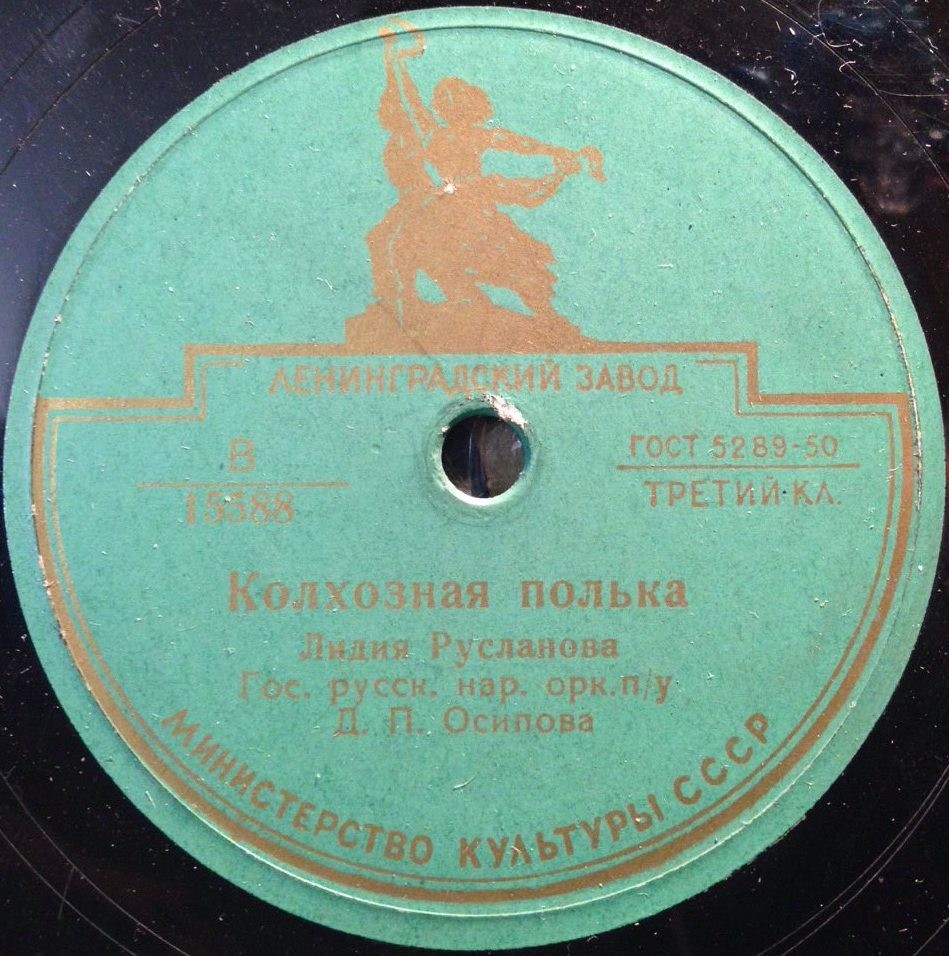 ЛЕНИНГРАДСКИЙ ЗАВОД
В
15588
ГОСТ 5289-50
ТРЕТИЙ КЛ.
Колхозная полька
Лидия Русланова
Гос. русск. нар. орк.п/у
Д. П. Осипова
МИНИСТЕРСТВО КУЛЬТУРЫ СССР